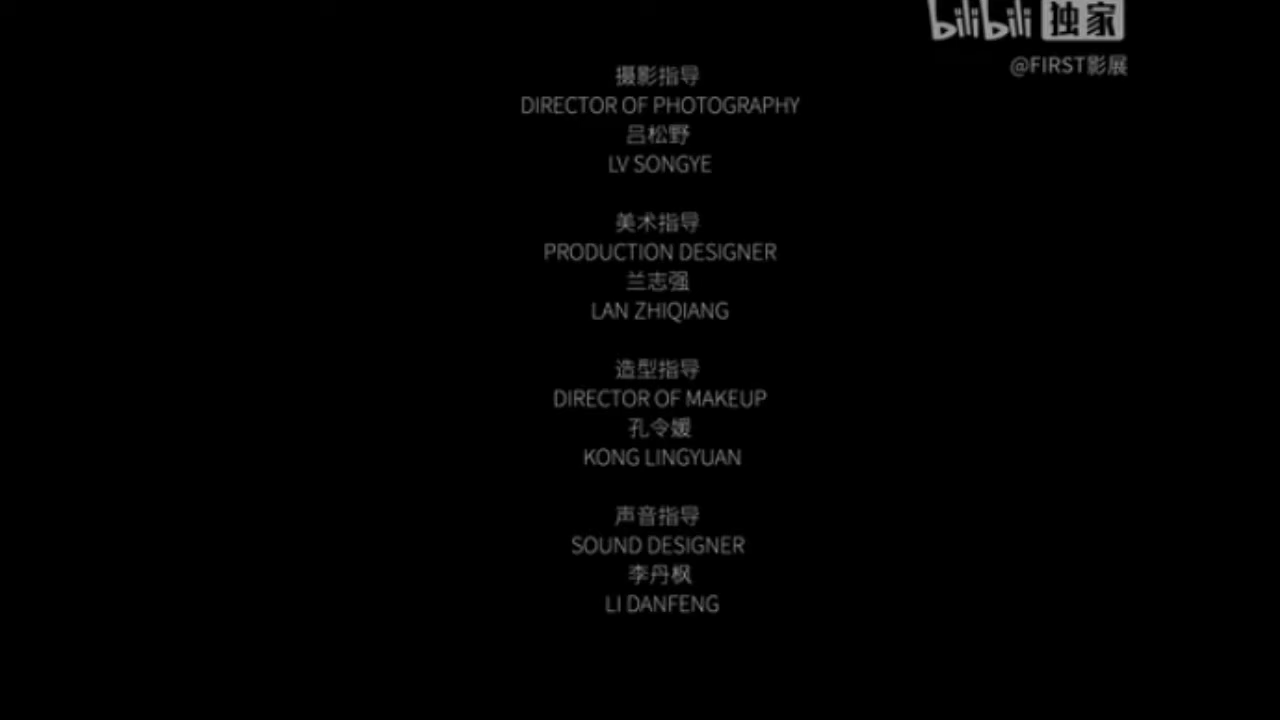 bilibili 独家
@FIRST影展
摄影指导
DIRECTOR OF PHOTOGRAPHY
吕松野
LV SONGYE
美术指导
PRODUCTION DESIGNER
兰志强
LAN ZHIQIANG
造型指导
DIRECTOR OF MAKEUP
孔令媛
KONG LINGYUAN
声音指导
SOUND DESIGNER
李丹枫
LI DANFENG